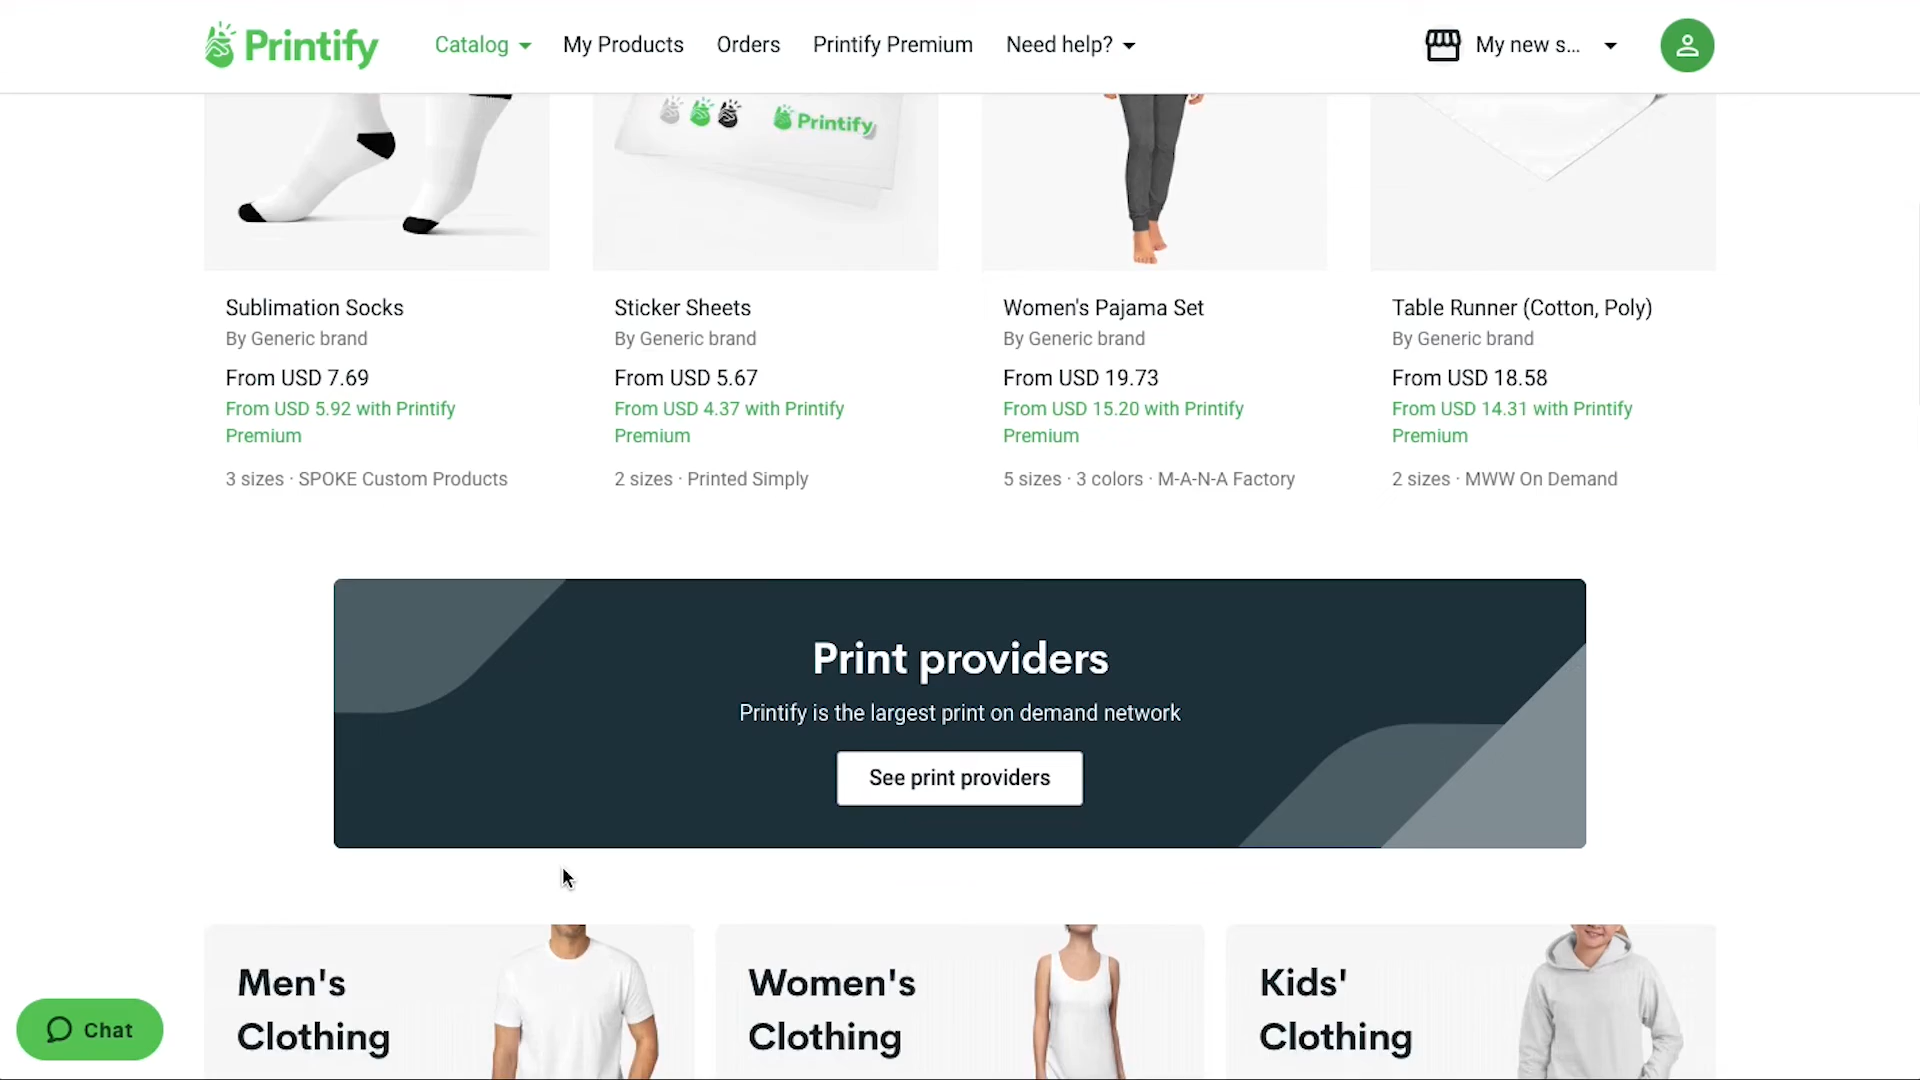 Printify
Catalog
My Products
Orders
Printify Premium
Need help?
My new s...
Printify
Sublimation Socks
By Generic brand
From USD 7.69
From USD 5.92 with Printify
Premium
3 sizes · SPOKE Custom Products
Sticker Sheets
By Generic brand
From USD 5.67
From USD 4.37 with Printify
Premium
2 sizes · Printed Simply
Women's Pajama Set
By Generic brand
From USD 19.73
From USD 15.20 with Printify
Premium
5 sizes · 3 colors · M-A-N-A Factory
Table Runner (Cotton, Poly)
By Generic brand
From USD 18.58
From USD 14.31 with Printify
Premium
2 sizes · MWW On Demand
Print providers
Printify is the largest print on demand network
See print providers
Men's
Clothing
Women's
Clothing
Kids'
Clothing
Chat